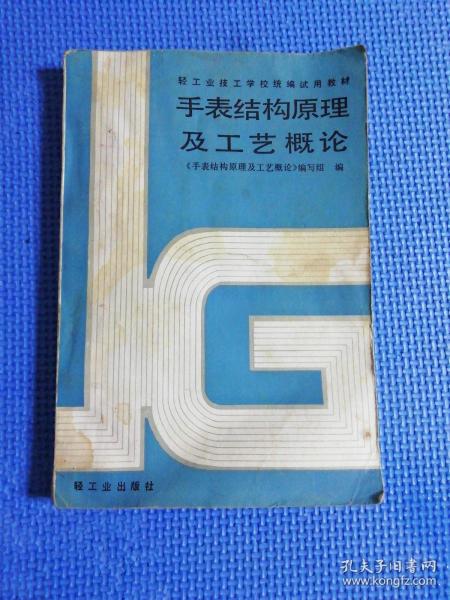 轻工业技工学校统编试用教材
手表结构原理
及工艺概论
《手表结构原理及工艺概论》编写组 编
轻工业出版社
孔夫子旧书网
www.kongfz.com